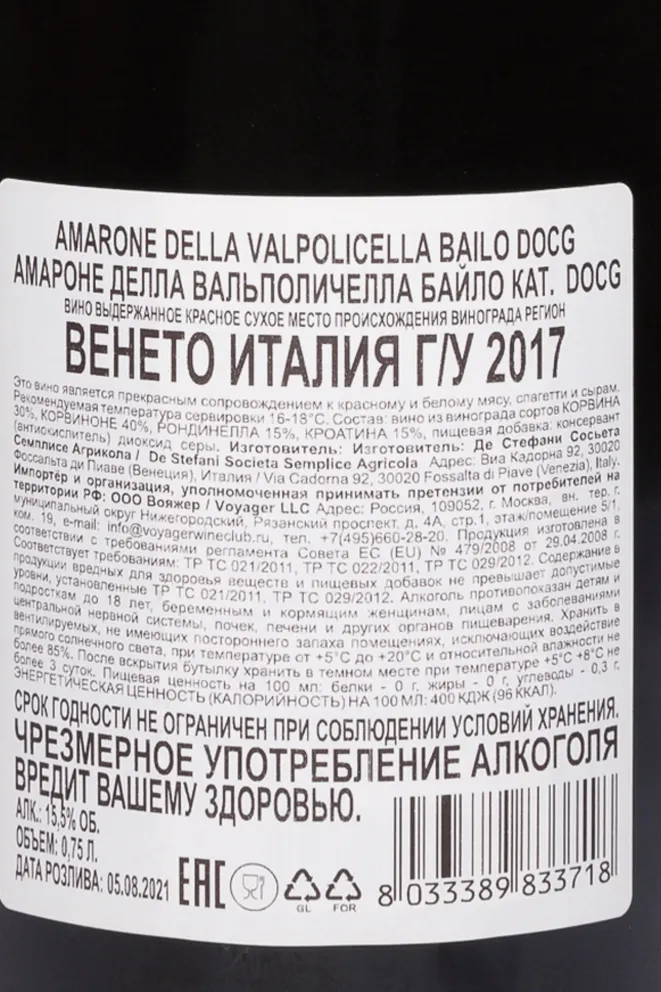 AMARONE DELLA VALPOLICELLA BAILO DOCG
АМАРОНЕ ДЕЛЛА ВАЛЬПОЛИЧЕЛЛА БАЙЛО КАТ. DOCG
ВИНО ВЫДЕРЖАННОЕ КРАСНОЕ СУХОЕ МЕСТО ПРОИСХОЖДЕНИЯ ВИНОГРАДА РЕГИОН
ВЕНЕТО ИТАЛИЯ Г/У 2017
Это вино является прекрасным сопровождением к красному и белому мясу, спагетти и сырам.
Рекомендуемая температура сервировки 16-18°С. Состав: вино из винограда сортов КОРВИНА
30%, КОРВИНОНЕ 40%, РОНДИНЕЛЛА 15%, КРОАТИНА 15%, пищевая добавка: консервант
(антиокислитель) диоксид серы. Изготовитель: Изготовитель: Де Стефани Сосьета
Семплисе Агрикола / De Stefani Societa Semplice Agricola Адрес: Виа Кадорна 92, 30020
Фоссальта ди Пиаве (Венеция), Италия / Via Cadorna 92, 30020 Fossalta di Piave (Venezia), Italy.
Импортёр и организация, уполномоченная принимать претензии от потребителей на
территории РФ: ООО Вояжер / Voyager LLC Адрес: Россия, 109052, г. Москва, вн. тер. г.
муниципальный округ Нижегородский, Рязанский проспект, д. 4А, стр.1, этаж/помещение 5/1,
ком. 19, e-mail: info@voyagerwineclub.ru, тел. +7(495)660-28-20. Продукция изготовлена в
соответствии с требованиями регламента Совета ЕС (EU) № 479/2008 от 29.04.2008 г.
Соответствует требованиям: ТР ТС 021/2011, ТР ТС 022/2011, ТР ТС 029/2012. Содержание в
продукции вредных для здоровья веществ и пищевых добавок не превышает допустимые
уровни, установленные ТР ТС 021/2011, ТР ТС 029/2012. Алкоголь противопоказан детям и
подросткам до 18 лет, беременным и кормящим женщинам, лицам с заболеваниями
центральной нервной системы, почек, печени и других органов пищеварения. Хранить в
вентилируемых, не имеющих постороннего запаха помещениях, исключающих воздействие
прямого солнечного света, при температуре от +5°С до +20°С и относительной влажности не
более 85%. После вскрытия бутылку хранить в темном месте при температуре +5°С +8°С не
более 3 суток. Пищевая ценность на 100 мл: белки - 0 г, жиры - 0 г, углеводы - 0,3 г,
ЭНЕРГЕТИЧЕСКАЯ ЦЕННОСТЬ (КАЛОРИЙНОСТЬ) НА 100 МЛ: 400 КДЖ (96 ККАЛ).
СРОК ГОДНОСТИ НЕ ОГРАНИЧЕН ПРИ СОБЛЮДЕНИИ УСЛОВИЙ ХРАНЕНИЯ.
ЧРЕЗМЕРНОЕ УПОТРЕБЛЕНИЕ АЛКОГОЛЯ
ВРЕДИТ ВАШЕМУ ЗДОРОВЬЮ.
АЛК.: 15,5% ОБ.
ОБЪЕМ: 0,75 Л.
ДАТА РОЗЛИВА: 05.08.2021
EAC
GL
FOR
8 033389 833718